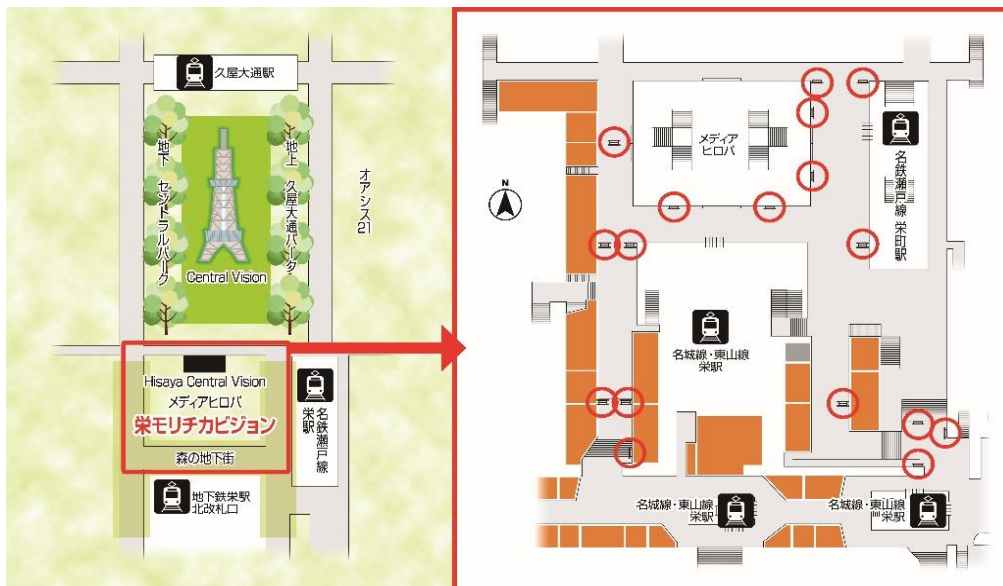 久屋大通駅
地下 セントラルパーク
地上 久屋大通パーク
オアシス21
Central Vision
Hisaya Central Vision
メディアヒロバ
栄モリチカビジョン
森の地下街
名鉄瀬戸線
栄駅
地下鉄栄駅
北改札口
N
メディア
ヒロバ
名鉄瀬戸線 栄町駅
名城線・東山線
栄駅
名城線・東山線
栄駅
名城線・東山線
栄駅